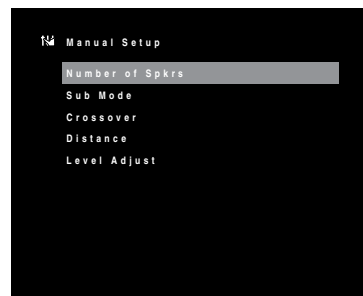 Manual Setup
Number of Spkrs
Sub Mode
Crossover
Distance
Level Adjust